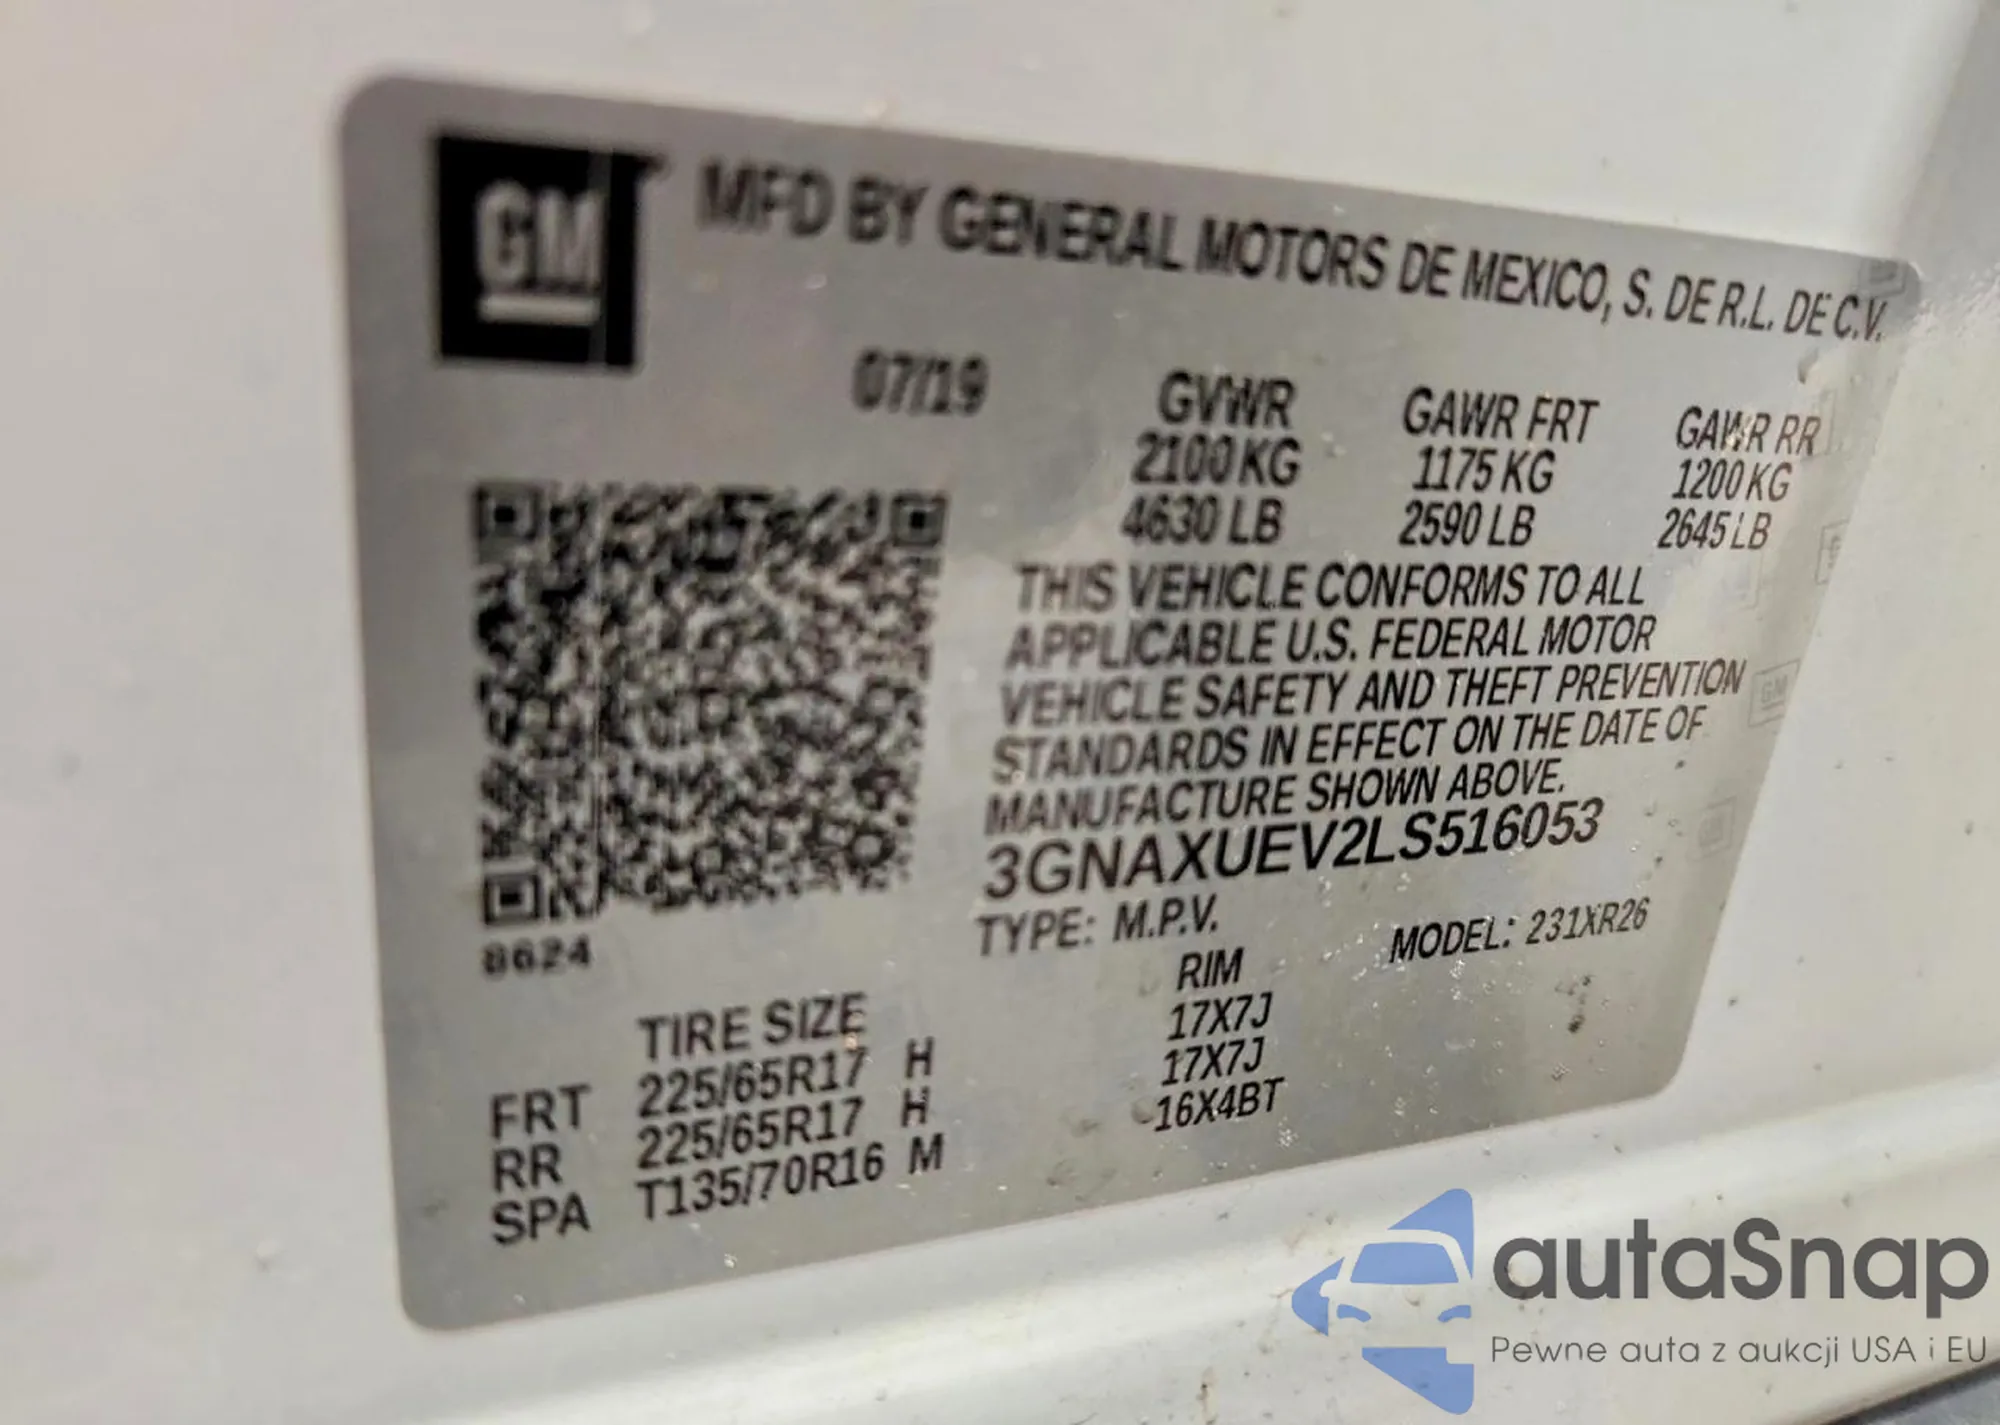 GM
MFD BY GENERAL MOTORS DE MEXICO, S. DE R.L. DE C.V.
07/19
GVWR GAWR FRT GAWR RR
2100 KG 1175 KG 1200 KG
4630 LB 2590 LB 2645 LB
THIS VEHICLE CONFORMS TO ALL
APPLICABLE U.S. FEDERAL MOTOR
VEHICLE SAFETY AND THEFT PREVENTION
STANDARDS IN EFFECT ON THE DATE OF
MANUFACTURE SHOWN ABOVE.
3GNAXUEV2LS516053
TYPE: M.P.V. MODEL: 231XR26
8624
TIRE SIZE RIM
FRT 225/65R17 H 17X7J
RR 225/65R17 H 17X7J
SPA T135/70R16 M 16X4BT
GM
autaSnap
Pewne auta z aukcji USA i EU